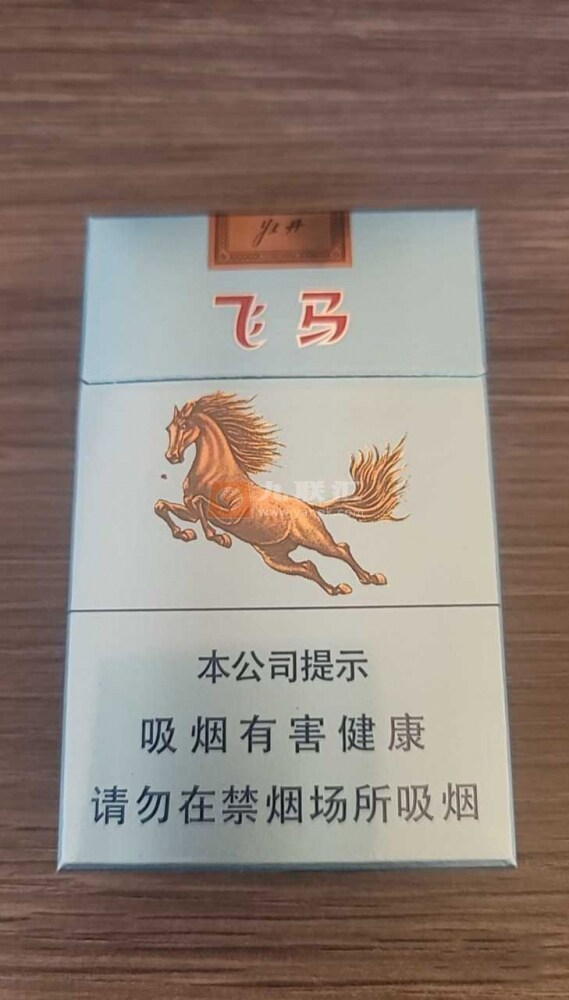 飞马
本公司提示
吸烟有害健康
请勿在禁烟场所吸烟